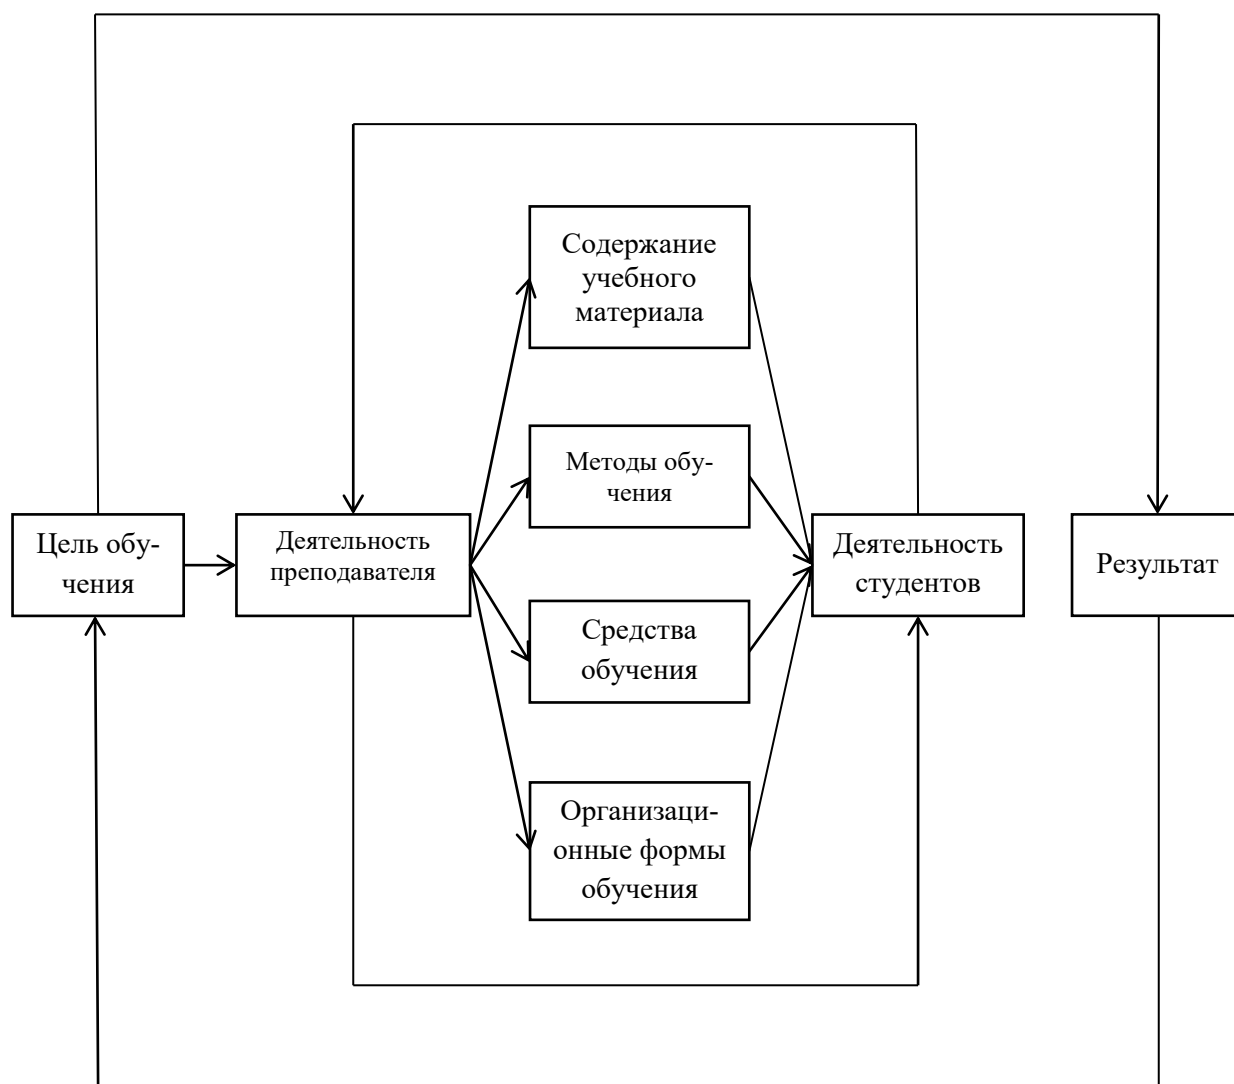 Содержание
учебного
материала
Методы обу-
чения
Цель обу-
чения
Деятельность
преподавателя
Деятельность
студентов
Результат
Средства
обучения
Организаци-
онные формы
обучения